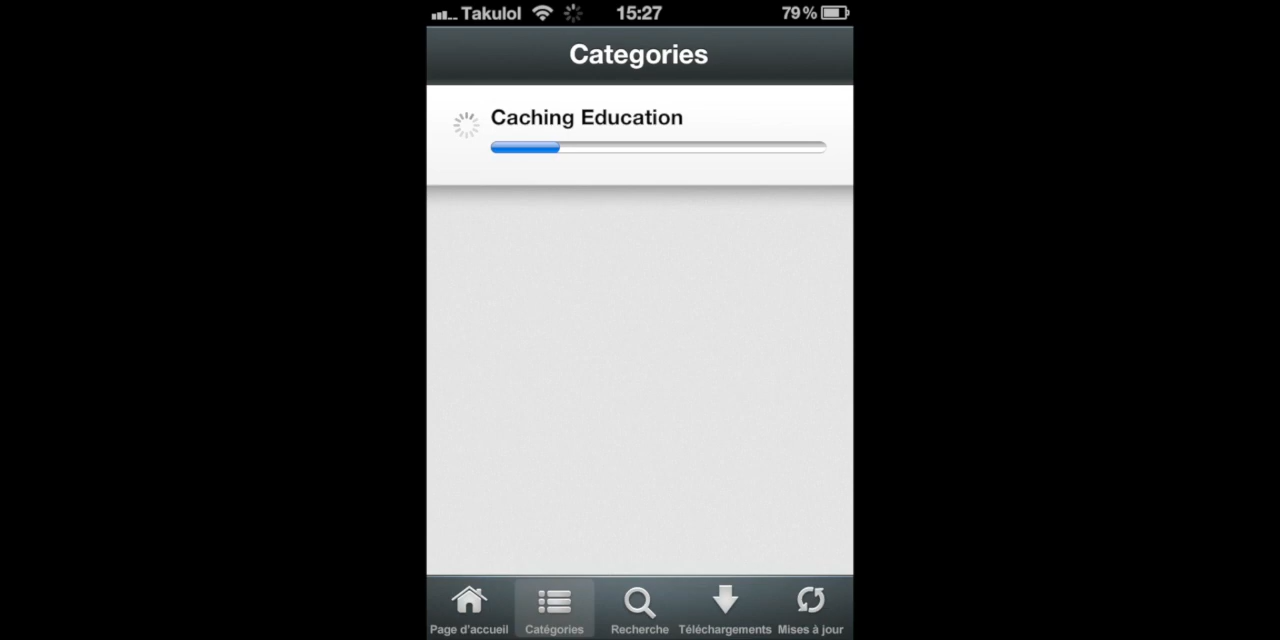 Takulol 15:27 79%
Categories
Caching Education
Page d'accueil Catégories Recherche Téléchargements Mises à jour